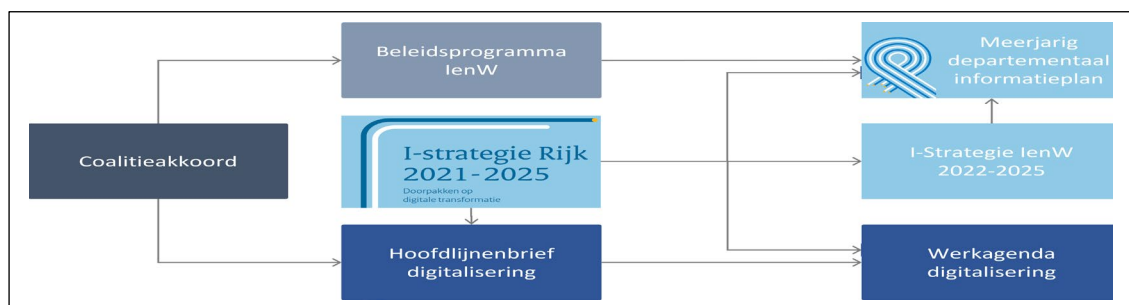 Coalitieakkoord
Beleidsprogramma
IenW
I-strategie Rijk
2021-2025
Doorpakken op
digitale transformatie
Hoofdlijnenbrief
digitalisering
Meerjarig
departementaal
informatieplan
I-Strategie IenW
2022-2025
Werkagenda
digitalisering